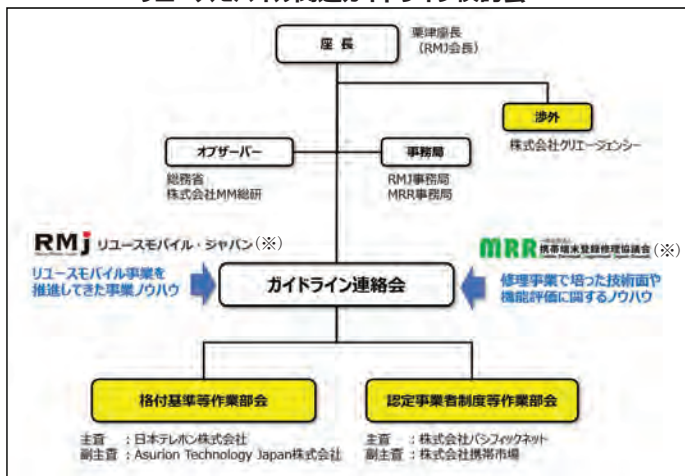 座 長
粟津座長
(RMJ会長)
渉外
株式会社クリエージェンシー
オブザーバー
総務省
株式会社MM総研
事務局
RMJ事務局
MRR事務局
RMJ リユースモバイル・ジャパン(※)
リユースモバイル事業を
推進してきた事業ノウハウ
MRR 携帯端末登録修理協議会(※)
修理事業で培った技術面や
機能評価に関するノウハウ
ガイドライン連絡会
格付基準等作業部会
主査 :日本テレホン株式会社
副主査:Asurion Technology Japan株式会社
認定事業者制度等作業部会
主査 :株式会社パシフィックネット
副主査:株式会社携帯市場